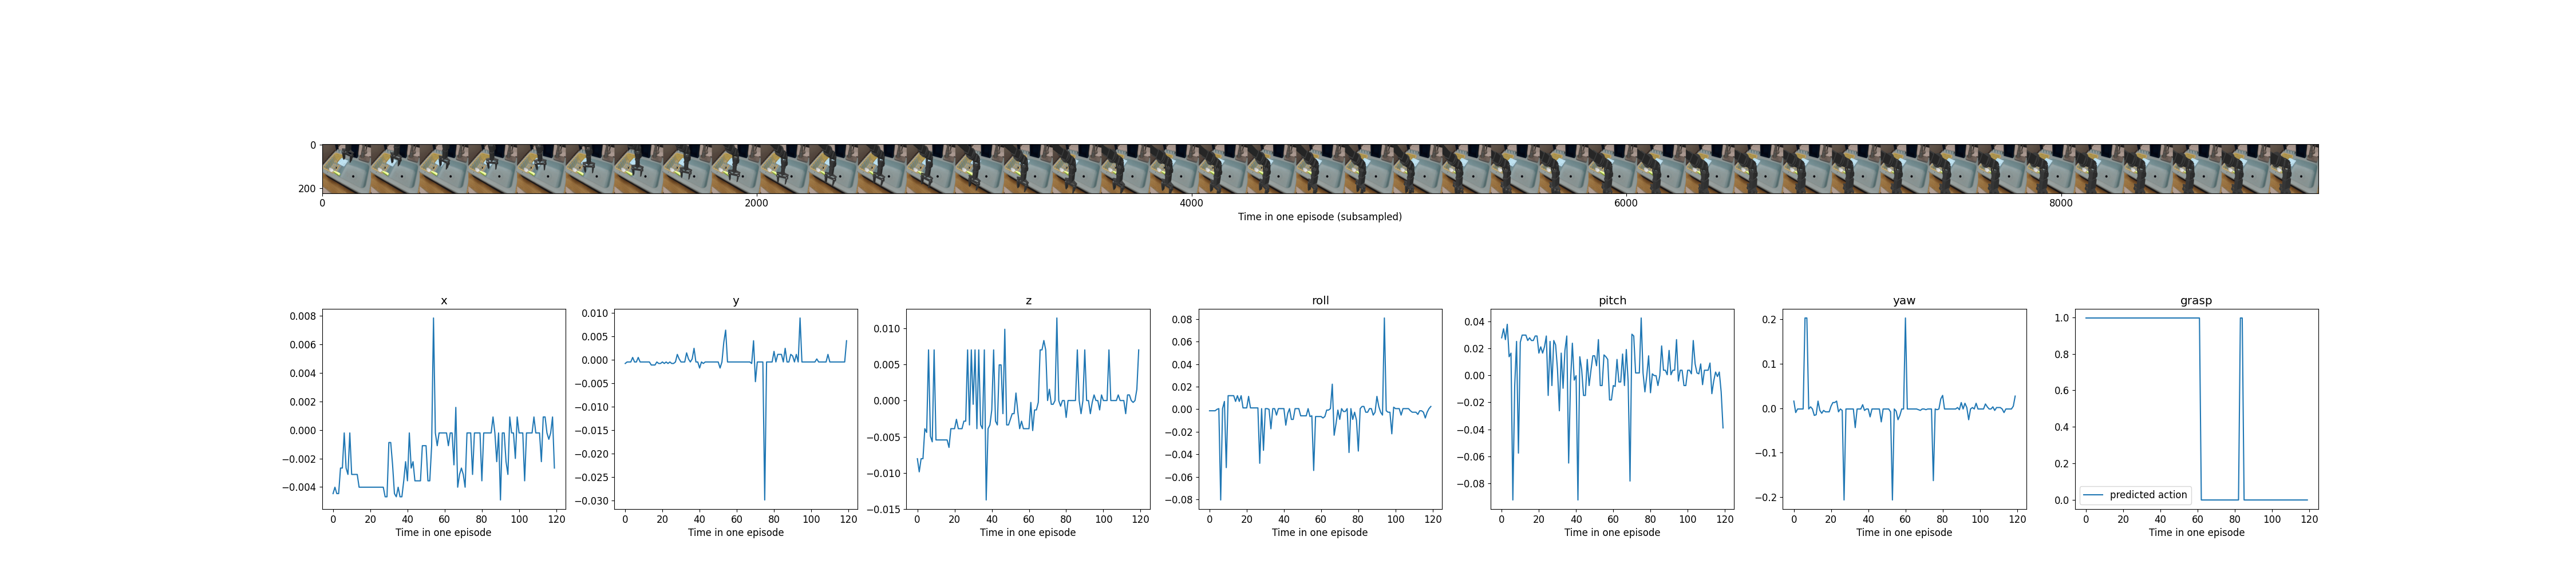 0
200
0 2000 4000 6000 8000
Time in one episode (subsampled)
x
0.008
0.006
0.004
0.002
0.000
−0.002
−0.004
0 20 40 60 80 100 120
Time in one episode
y
0.010
0.005
0.000
−0.005
−0.010
−0.015
−0.020
−0.025
−0.030
0 20 40 60 80 100 120
Time in one episode
z
0.010
0.005
0.000
−0.005
−0.010
−0.015
0 20 40 60 80 100 120
Time in one episode
roll
0.08
0.06
0.04
0.02
0.00
−0.02
−0.04
−0.06
−0.08
0 20 40 60 80 100 120
Time in one episode
pitch
0.04
0.02
0.00
−0.02
−0.04
−0.06
−0.08
0 20 40 60 80 100 120
Time in one episode
yaw
0.2
0.1
0.0
−0.1
−0.2
0 20 40 60 80 100 120
Time in one episode
grasp
1.0
0.8
0.6
0.4
0.2
0.0
predicted action
0 20 40 60 80 100 120
Time in one episode